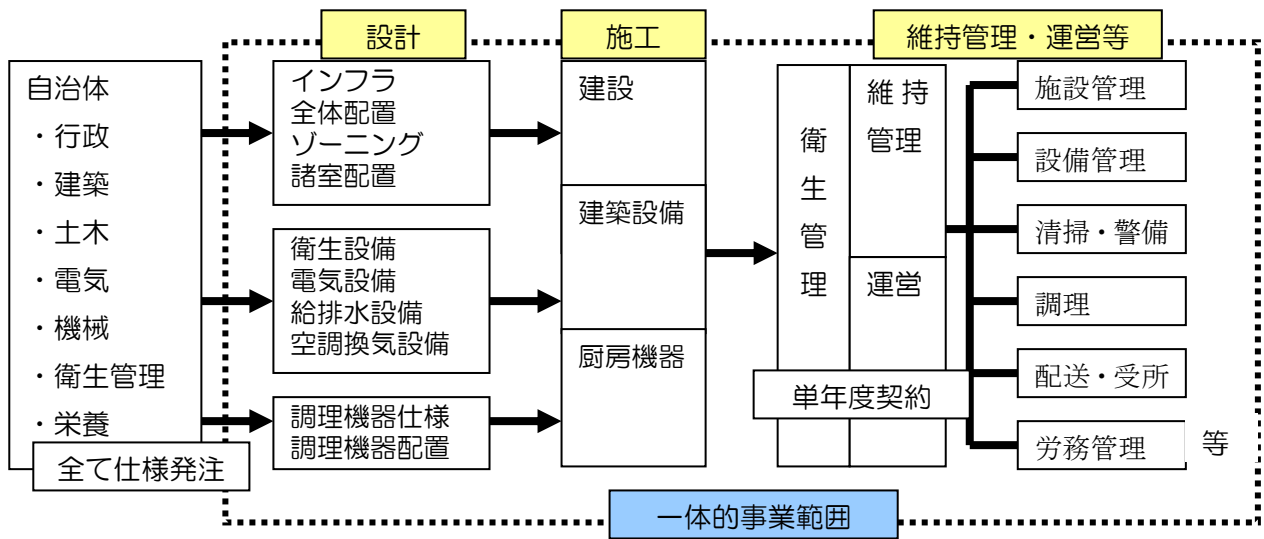 設計
施工
維持管理・運営等
自治体
・行政
・建築
・土木
・電気
・機械
・衛生管理
・栄養
全て仕様発注
インフラ
全体配置
ゾーニング
諸室配置
衛生設備
電気設備
給排水設備
空調換気設備
調理機器仕様
調理機器配置
建設
建築設備
厨房機器
衛生管理
維持
管理
運営
単年度契約
施設管理
設備管理
清掃・警備
調理
配送・受所
労務管理
等
一体的事業範囲